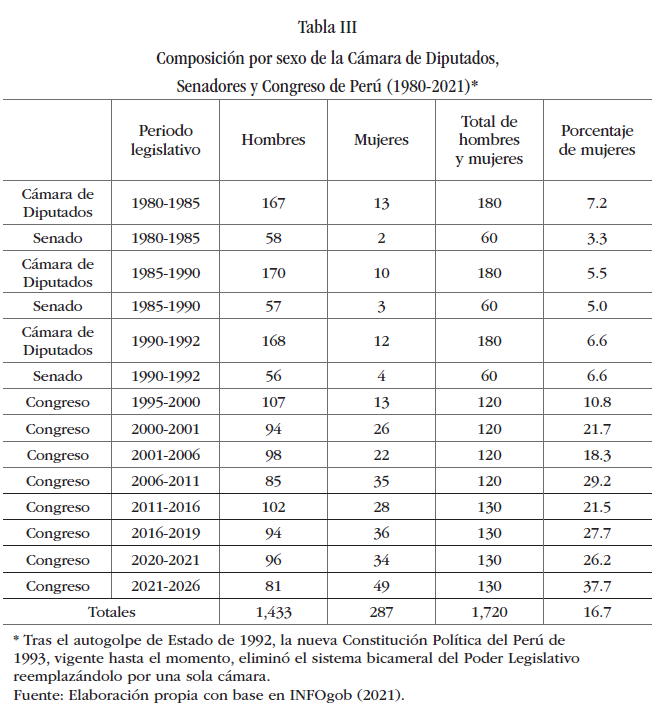 Tabla III
Composición por sexo de la Cámara de Diputados,
Senadores y Congreso de Perú (1980-2021)*
Periodo legislativo Hombres Mujeres Total de hombres y mujeres Porcentaje de mujeres
Cámara de Diputados 1980-1985 167 13 180 7.2
Senado 1980-1985 58 2 60 3.3
Cámara de Diputados 1985-1990 170 10 180 5.5
Senado 1985-1990 57 3 60 5.0
Cámara de Diputados 1990-1992 168 12 180 6.6
Senado 1990-1992 56 4 60 6.6
Congreso 1995-2000 107 13 120 10.8
Congreso 2000-2001 94 26 120 21.7
Congreso 2001-2006 98 22 120 18.3
Congreso 2006-2011 85 35 120 29.2
Congreso 2011-2016 102 28 130 21.5
Congreso 2016-2019 94 36 130 27.7
Congreso 2020-2021 96 34 130 26.2
Congreso 2021-2026 81 49 130 37.7
Totales 1,433 287 1,720 16.7
* Tras el autogolpe de Estado de 1992, la nueva Constitución Política del Perú de
1993, vigente hasta el momento, eliminó el sistema bicameral del Poder Legislativo
reemplazándolo por una sola cámara.
Fuente: Elaboración propia con base en INFOgob (2021).